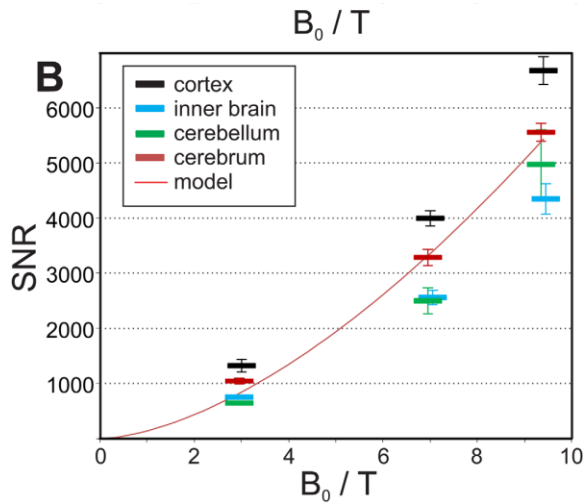 B₀ / T
B
cortex
inner brain
cerebellum
cerebrum
model
6000
5000
4000
3000
2000
1000
SNR
0 2 4 6 8 10
B₀ / T